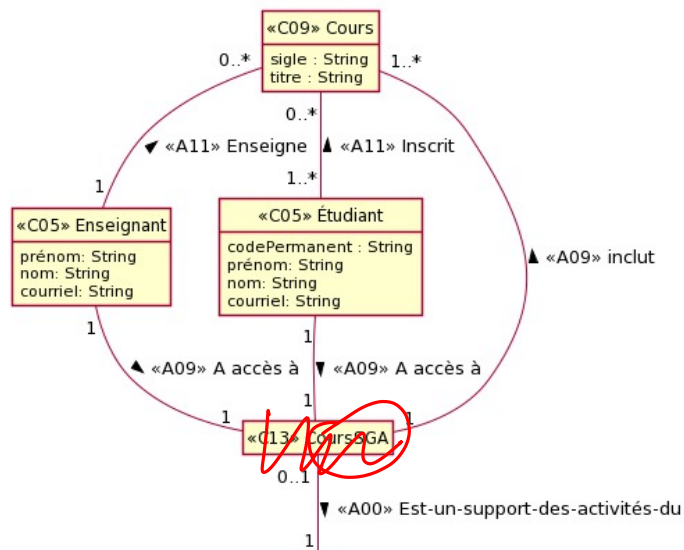 «C09» Cours
0..*
sigle : String
1..*
titre : String
0..*
«A11» Enseigne
«A11» Inscrit
1
1..*
«C05» Enseignant
«C05» Étudiant
prénom: String
nom: String
courriel: String
codePermanent : String
prénom: String
nom: String
courriel: String
«A09» inclut
1
1
«A09» A accès à
«A09» A accès à
1
1
1
«C13» CoursSGA
0..1
«A00» Est-un-support-des-activités-du
1